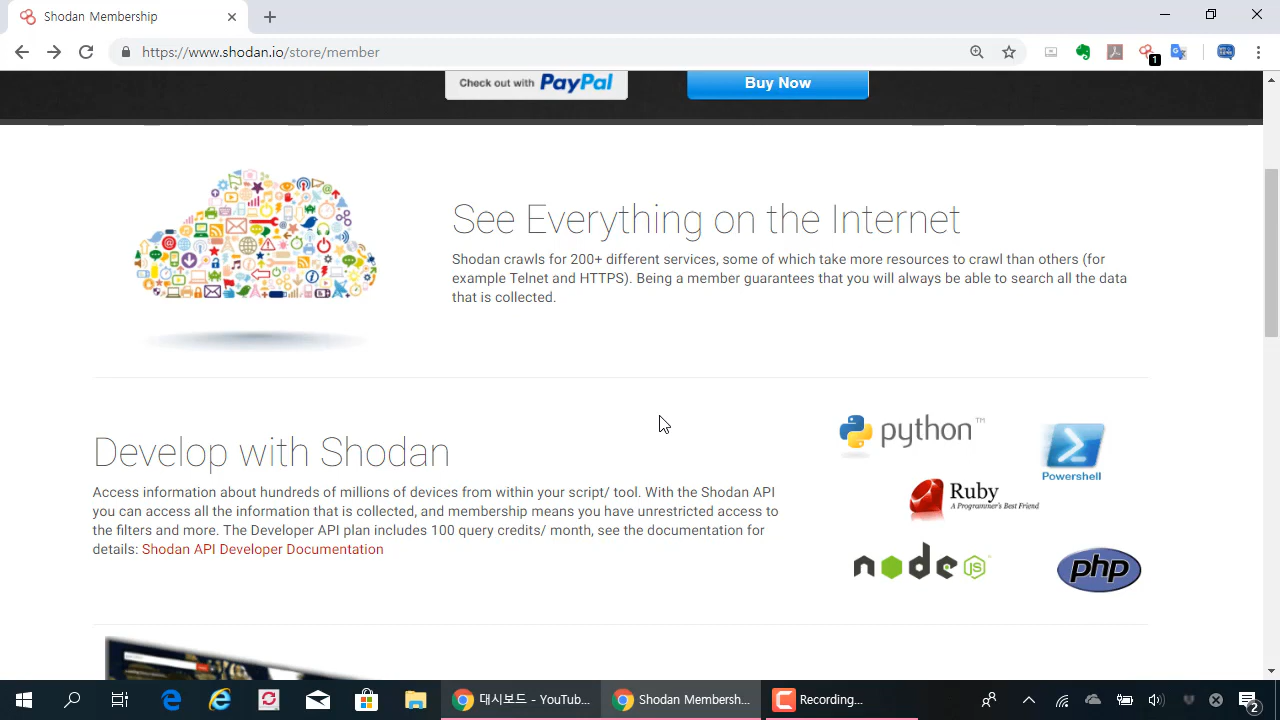 Shodan Membership
https://www.shodan.io/store/member
1
Check out with PayPal
Buy Now
See Everything on the Internet
Shodan crawls for 200+ different services, some of which take more resources to crawl than others (for
example Telnet and HTTPS). Being a member guarantees that you will always be able to search all the data
that is collected.
python™
Powershell
Develop with Shodan
Access information about hundreds of millions of devices from within your script/ tool. With the Shodan API
you can access all the information that is collected, and membership means you have unrestricted access to
the filters and more. The Developer API plan includes 100 query credits/ month, see the documentation for
details: Shodan API Developer Documentation
Ruby
A Programmer's Best Friend
node JS
php
대시보드 - YouTub...
Shodan Membersh...
Recording...
2